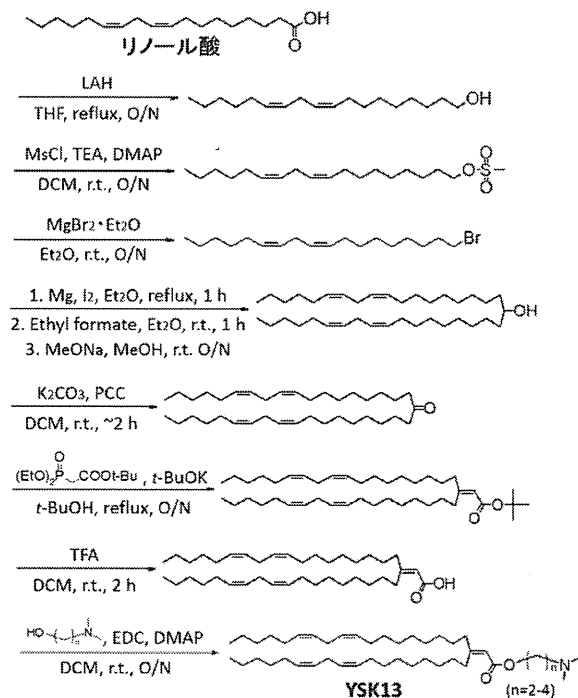 OH
O
リノール酸
LAH
THF, reflux, O/N
OH
MsCl, TEA, DMAP
DCM, r.t., O/N
O
S
O
O
MgBr₂・Et₂O
Et₂O, r.t., O/N
Br
1. Mg, I₂, Et₂O, reflux, 1 h
2. Ethyl formate, Et₂O, r.t., 1 h
3. MeONa, MeOH, r.t. O/N
OH
K₂CO₃, PCC
DCM, r.t., ~2 h
O
O
(EtO)₂P COOt-Bu , t-BuOK
t-BuOH, reflux, O/N
O
O
TFA
DCM, r.t., 2 h
O
OH
HO n N , EDC, DMAP
DCM, r.t., O/N
O
O n N
YSK13
(n=2-4)